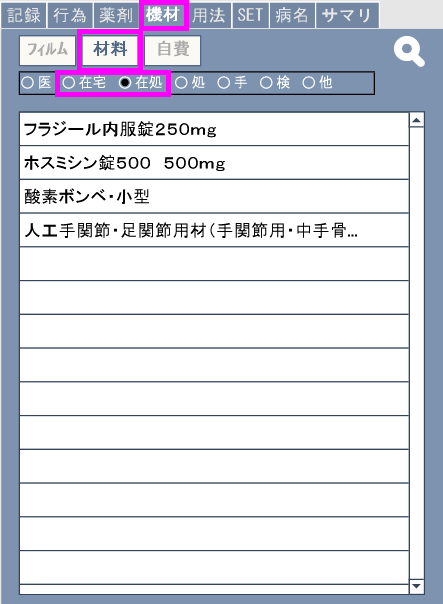 記録 行為 薬剤 機材 用法 SET 病名 サマリ
フィルム 材料 自費
医 在宅 在処 処 手 検 他
フラジール内服錠250mg
ホスミシン錠500 500mg
酸素ボンベ・小型
人工手関節・足関節用材(手関節用・中手骨...